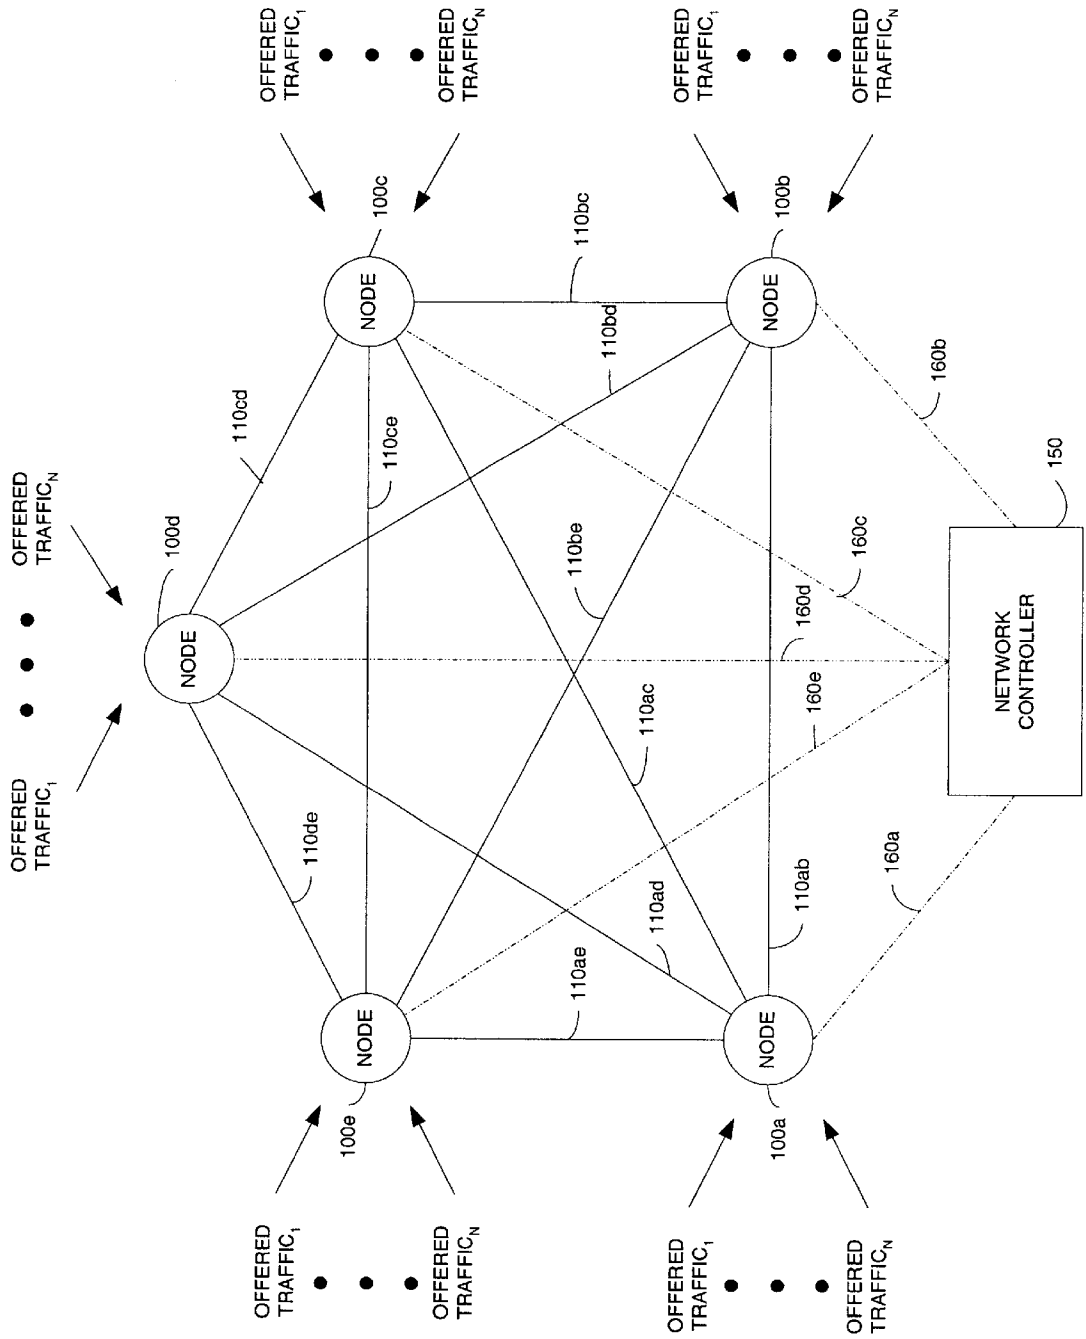 OFFERED
TRAFFIC1
OFFERED
TRAFFICN
OFFERED
TRAFFIC1
OFFERED
TRAFFICN
OFFERED
TRAFFIC1
OFFERED
TRAFFICN
OFFERED
TRAFFIC1
OFFERED
TRAFFICN
OFFERED
TRAFFIC1
OFFERED
TRAFFICN
100d
NODE
100c
NODE
100e
NODE
100b
NODE
100a
NODE
110cd
110de
110ce
110bc
110bd
110be
110ac
110ad
110ae
110ab
160a
160b
160c
160d
160e
150
NETWORK
CONTROLLER